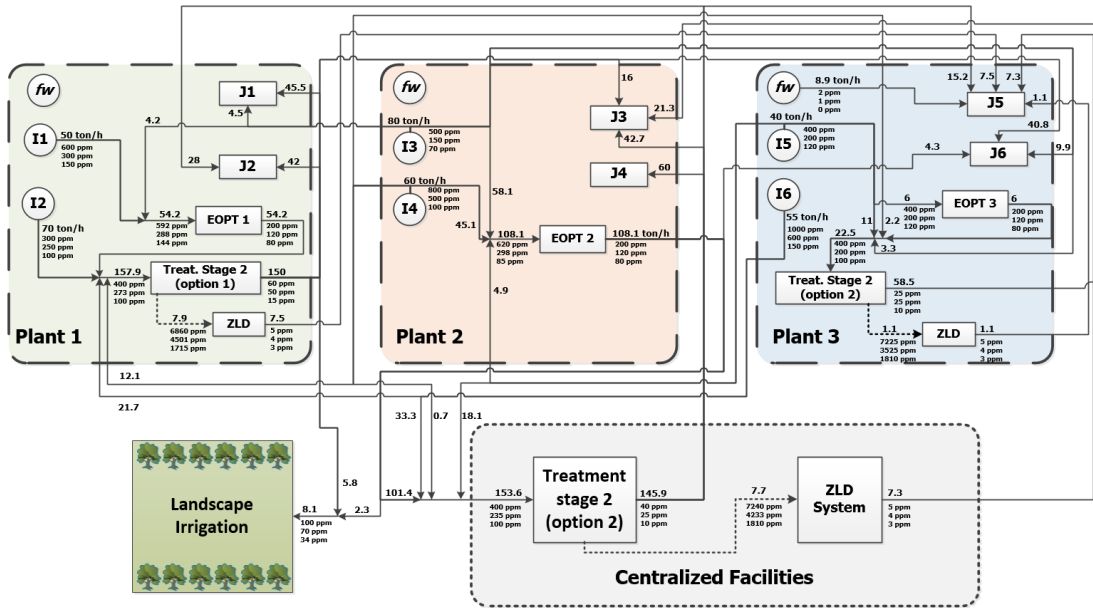 15.2
7.5
7.3
fw
J1
45.5
4.5
4.2
I1
50 ton/h
600 ppm
300 ppm
150 ppm
28
J2
42
I2
70 ton/h
300 ppm
250 ppm
100 ppm
54.2
592 ppm
288 ppm
144 ppm
EOPT 1
54.2
200 ppm
120 ppm
80 ppm
157.9
400 ppm
273 ppm
100 ppm
Treat. Stage 2
(option 1)
150
60 ppm
50 ppm
15 ppm
7.9
6860 ppm
4501 ppm
1715 ppm
ZLD
7.5
5 ppm
4 ppm
3 ppm
Plant 1
12.1
21.7
fw
16
J3
21.3
42.7
80 ton/h
500 ppm
150 ppm
70 ppm
I3
J4
60
60 ton/h
800 ppm
500 ppm
100 ppm
I4
58.1
45.1
108.1
620 ppm
298 ppm
85 ppm
EOPT 2
108.1 ton/h
200 ppm
120 ppm
80 ppm
4.9
Plant 2
fw
8.9 ton/h
2 ppm
1 ppm
0 ppm
J5
1.1
40 ton/h
400 ppm
200 ppm
120 ppm
I5
40.8
4.3
J6
9.9
I6
55 ton/h
1000 ppm
600 ppm
150 ppm
11
2.2
6
400 ppm
200 ppm
120 ppm
EOPT 3
6
200 ppm
120 ppm
80 ppm
22.5
400 ppm
200 ppm
100 ppm
3.3
Treat. Stage 2
(option 2)
58.5
25 ppm
10 ppm
1.1
7225 ppm
3525 ppm
1810 ppm
ZLD
1.1
5 ppm
4 ppm
3 ppm
Plant 3
33.3
0.7
18.1
Landscape
Irrigation
8.1
100 ppm
70 ppm
34 ppm
5.8
2.3
101.4
153.6
400 ppm
235 ppm
100 ppm
Treatment
stage 2
(option 2)
145.9
40 ppm
25 ppm
10 ppm
7.7
7240 ppm
4233 ppm
1810 ppm
ZLD
System
7.3
5 ppm
4 ppm
3 ppm
Centralized Facilities